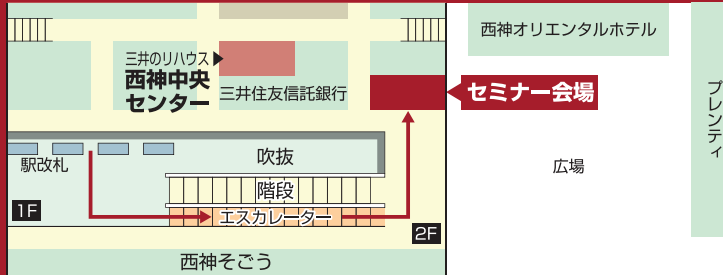 西神オリエンタルホテル
三井のリハウス
西神中央
センター
三井住友信託銀行
セミナー会場
プレンティ
広場
駅改札
吹抜
階段
エスカレーター
1F
2F
西神そごう